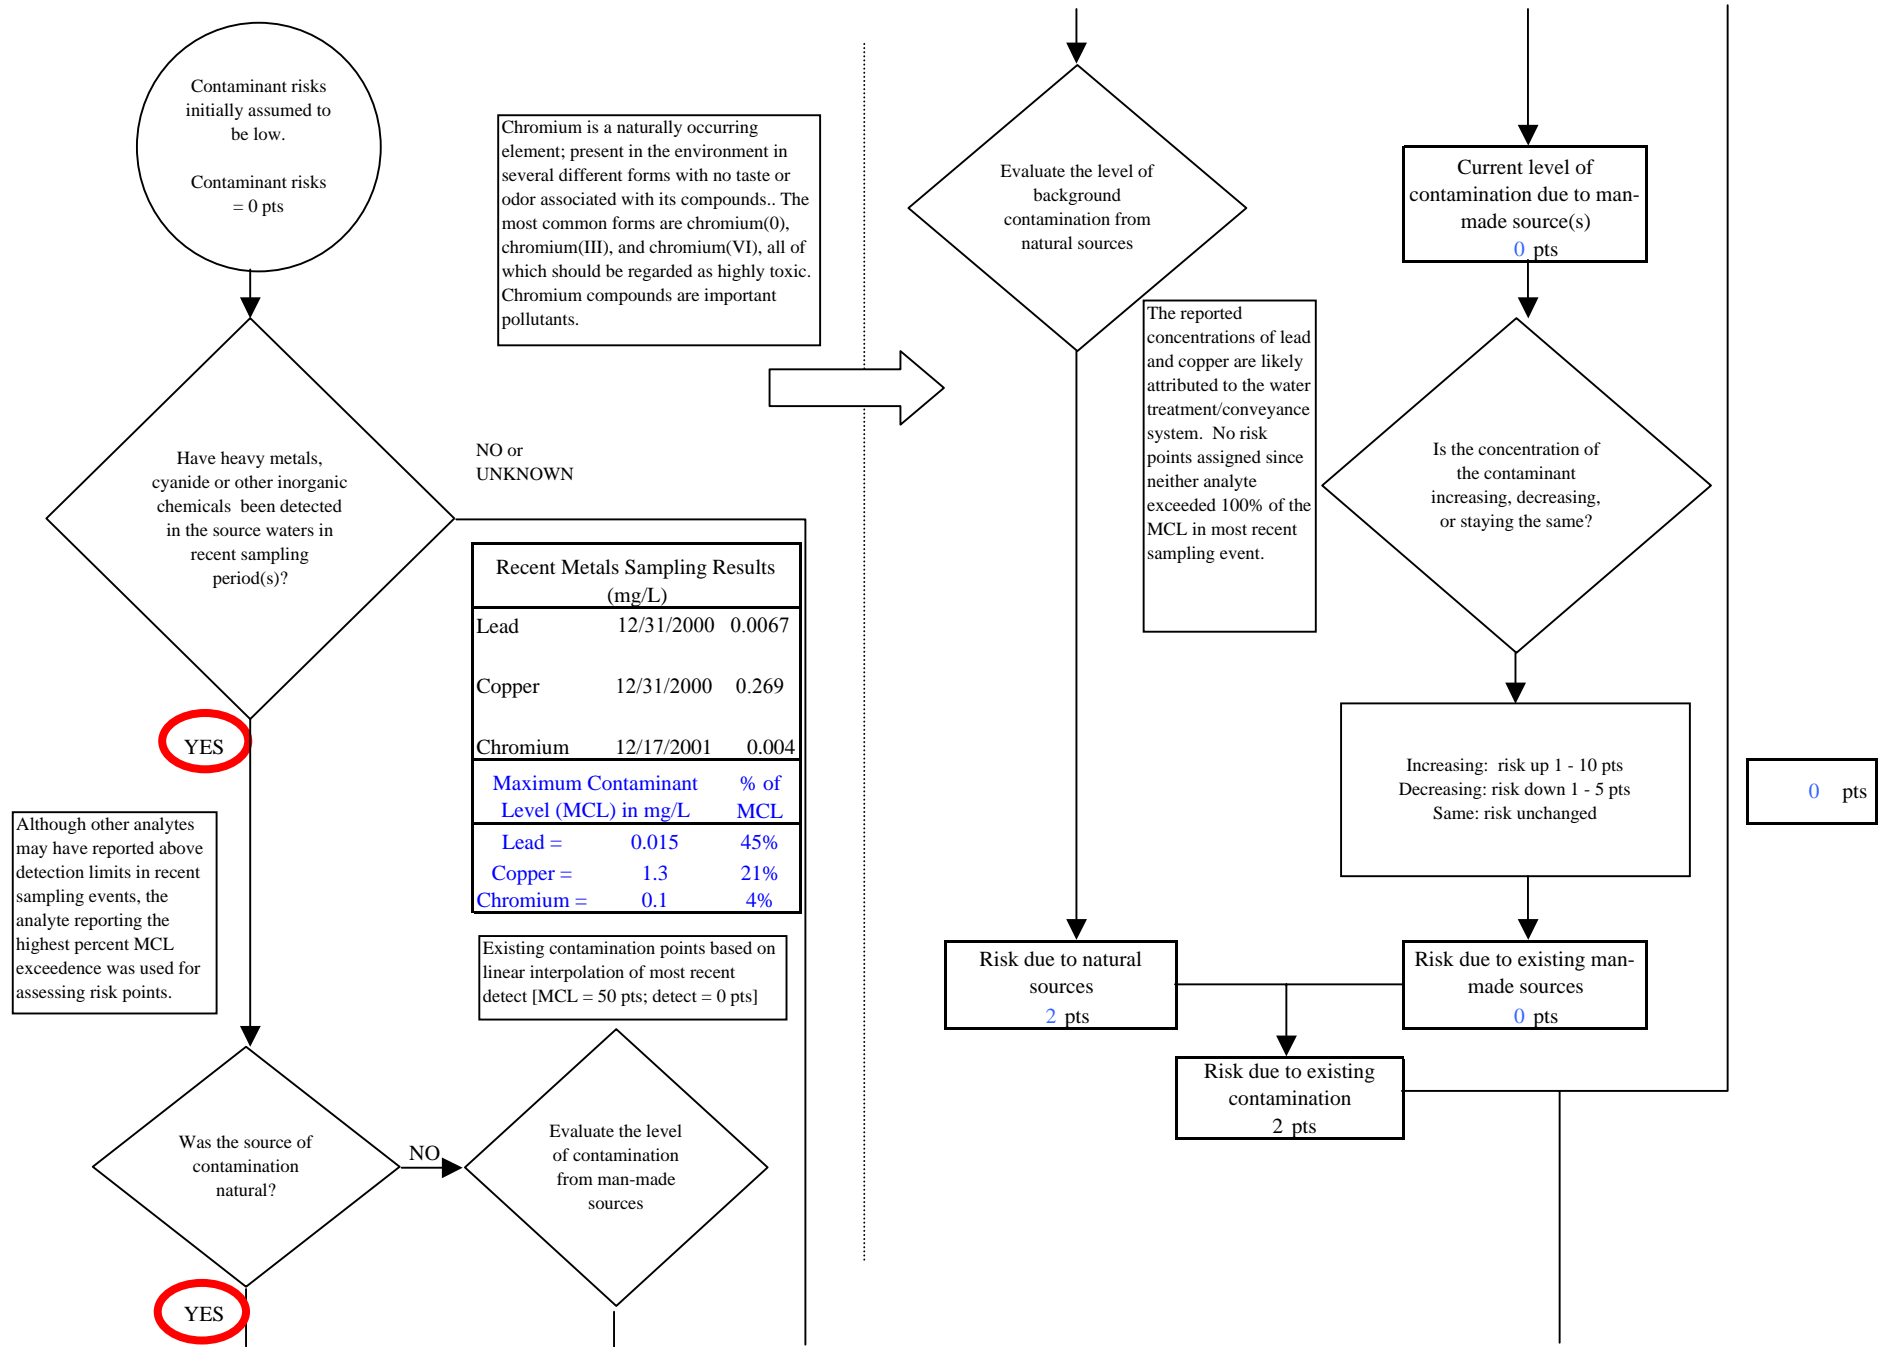 Contaminant risks
initially assumed to
be low.
Contaminant risks
= 0 pts
Have heavy metals,
cyanide or other inorganic
chemicals been detected
in the source waters in
recent sampling
period(s)?
YES
NO or
UNKNOWN
Although other analytes
may have reported above
detection limits in recent
sampling events, the
analyte reporting the
highest percent MCL
exceedence was used for
assessing risk points.
Was the source of
contamination
natural?
YES
NO
Chromium is a naturally occurring
element; present in the environment in
several different forms with no taste or
odor associated with its compounds.. The
most common forms are chromium(0),
chromium(III), and chromium(VI), all of
which should be regarded as highly toxic.
Chromium compounds are important
pollutants.
Recent Metals Sampling Results
(mg/L)
Lead 12/31/2000 0.0067
Copper 12/31/2000 0.269
Chromium 12/17/2001 0.004
Maximum Contaminant % of
Level (MCL) in mg/L MCL
Lead = 0.015 45%
Copper = 1.3 21%
Chromium = 0.1 4%
Existing contamination points based on
linear interpolation of most recent
detect [MCL = 50 pts; detect = 0 pts]
Evaluate the level
of contamination
from man-made
sources
Evaluate the level of
background
contamination from
natural sources
The reported
concentrations of lead
and copper are likely
attributed to the water
treatment/conveyance
system. No risk
points assigned since
neither analyte
exceeded 100% of the
MCL in most recent
sampling event.
Current level of
contamination due to man-
made source(s)
0 pts
Is the concentration of
the contaminant
increasing, decreasing,
or staying the same?
Increasing: risk up 1 - 10 pts
Decreasing: risk down 1 - 5 pts
Same: risk unchanged
0 pts
Risk due to natural
sources
2 pts
Risk due to existing man-
made sources
0 pts
Risk due to existing
contamination
2 pts